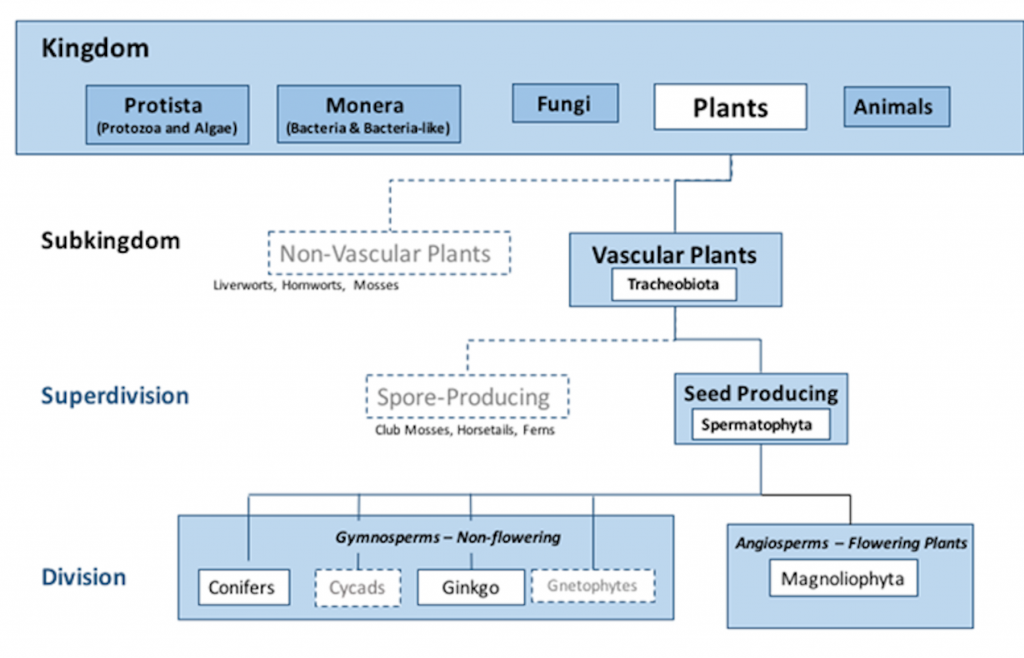 Kingdom
Protista
(Protozoa and Algae)
Monera
(Bacteria & Bacteria-like)
Fungi
Plants
Animals
Subkingdom
Non-Vascular Plants
Liverworts, Hornworts, Mosses
Vascular Plants
Tracheobiota
Superdivision
Spore-Producing
Club Mosses, Horsetails, Ferns
Seed Producing
Spermatophyta
Division
Gymnosperms – Non-flowering
Conifers
Cycads
Ginkgo
Gnetophytes
Angiosperms – Flowering Plants
Magnoliophyta